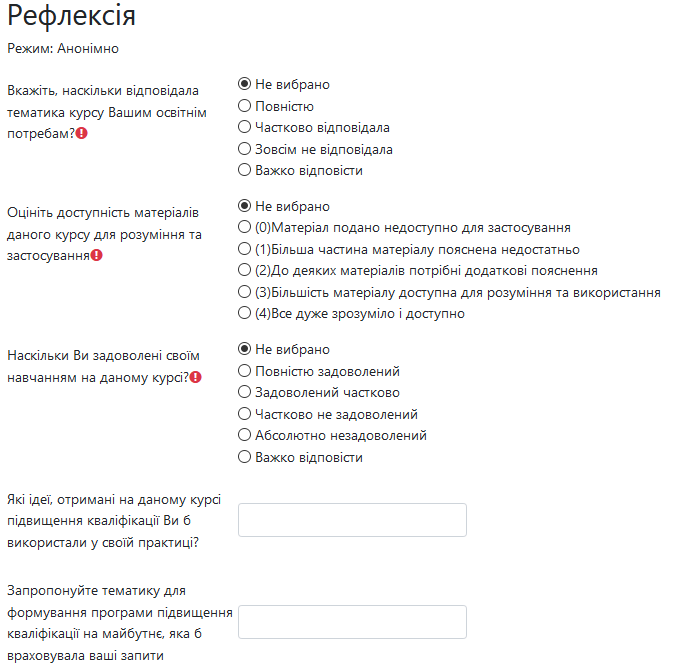 Рефлексія
Режим: Анонімно
Вкажіть, наскільки відповідала
тематика курсу Вашим освітнім
потребам?
Не вибрано
Повністю
Частково відповідала
Зовсім не відповідала
Важко відповісти
Оцініть доступність матеріалів
даного курсу для розуміння та
застосування
Не вибрано
(0)Матеріал подано недоступно для застосування
(1)Більша частина матеріалу пояснена недостатньо
(2)До деяких матеріалів потрібні додаткові пояснення
(3)Більшість матеріалу доступна для розуміння та використання
(4)Все дуже зрозуміло і доступно
Наскільки Ви задоволені своїм
навчанням на даному курсі?
Не вибрано
Повністю задоволений
Задоволений частково
Частково не задоволений
Абсолютно незадоволений
Важко відповісти
Які ідеї, отримані на даному курсі
підвищення кваліфікації Ви б
використали у своїй практиці?
Запропонуйте тематику для
формування програми підвищення
кваліфікації на майбутнє, яка б
враховувала ваші запити